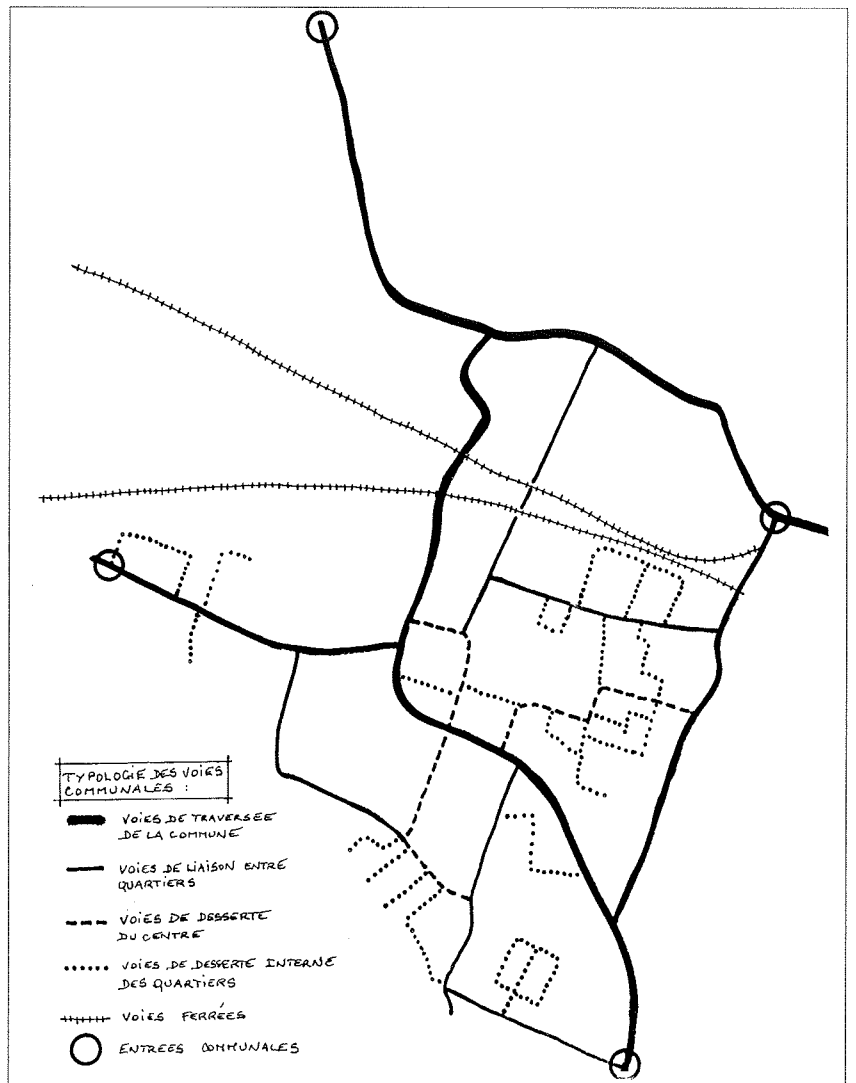 TYPOLOGIE DES VOIES
COMMUNALES :
VOIES DE TRAVERSEE
DE LA COMMUNE
VOIES DE LIAISON ENTRE
QUARTIERS
VOIES DE DESSERTE
DU CENTRE
VOIES DE DESERTE INTERNE
DES QUARTIERS
VOIES FERRÉES
ENTREES COMMUNALES